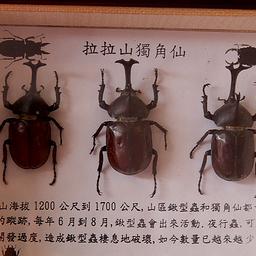 拉拉山獨角仙
山海拔 1200 公尺到 1700 公尺, 山區鍬型蟲和獨角仙都
的蹤跡, 每年 6 月到 8 月, 鍬型蟲會出來活動. 夜行蟲. 可
開發過度, 造成鍬型蟲棲息地破壞, 如今數量已越來越少